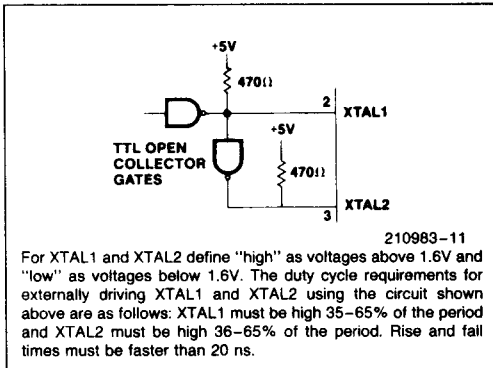 +5V
470Ω
2
XTAL1
+5V
TTL OPEN
COLLECTOR
GATES
470Ω
3
XTAL2
210983-11
For XTAL1 and XTAL2 define "high" as voltages above 1.6V and
"low" as voltages below 1.6V. The duty cycle requirements for
externally driving XTAL1 and XTAL2 using the circuit shown
above are as follows: XTAL1 must be high 35–65% of the period
and XTAL2 must be high 36–65% of the period. Rise and fall
times must be faster than 20 ns.